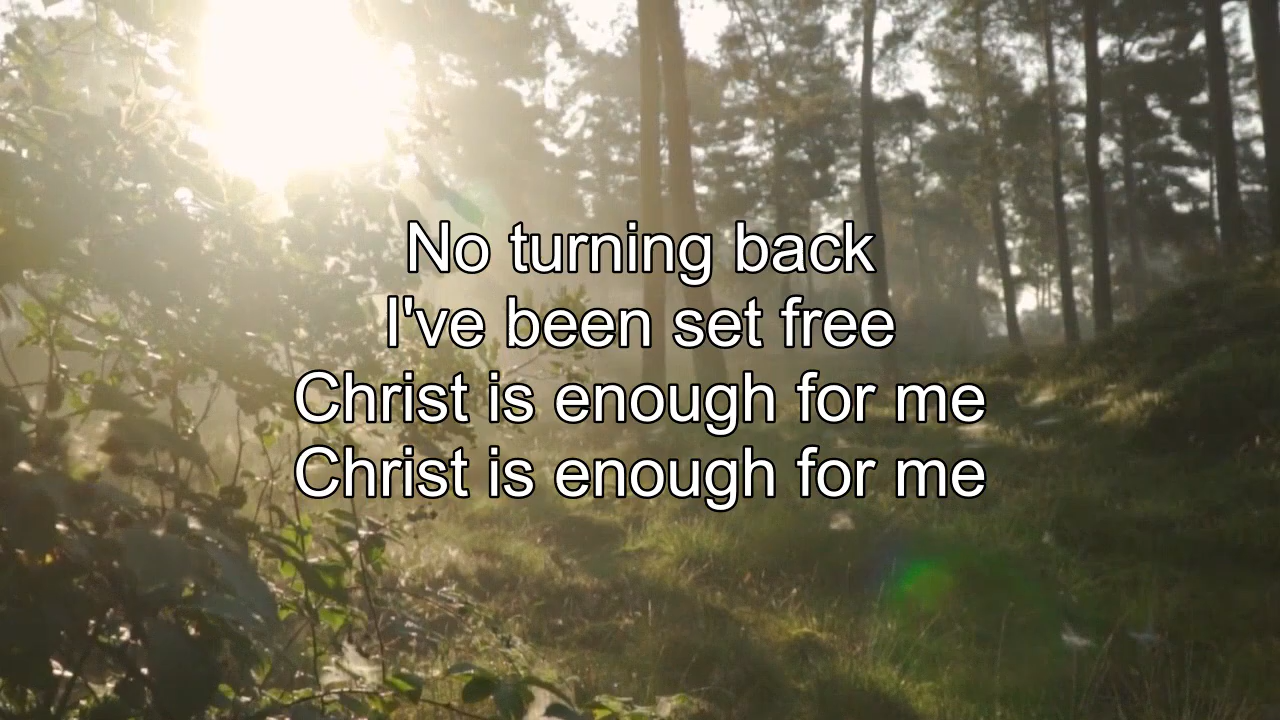 No turning back
I've been set free
Christ is enough for me
Christ is enough for me